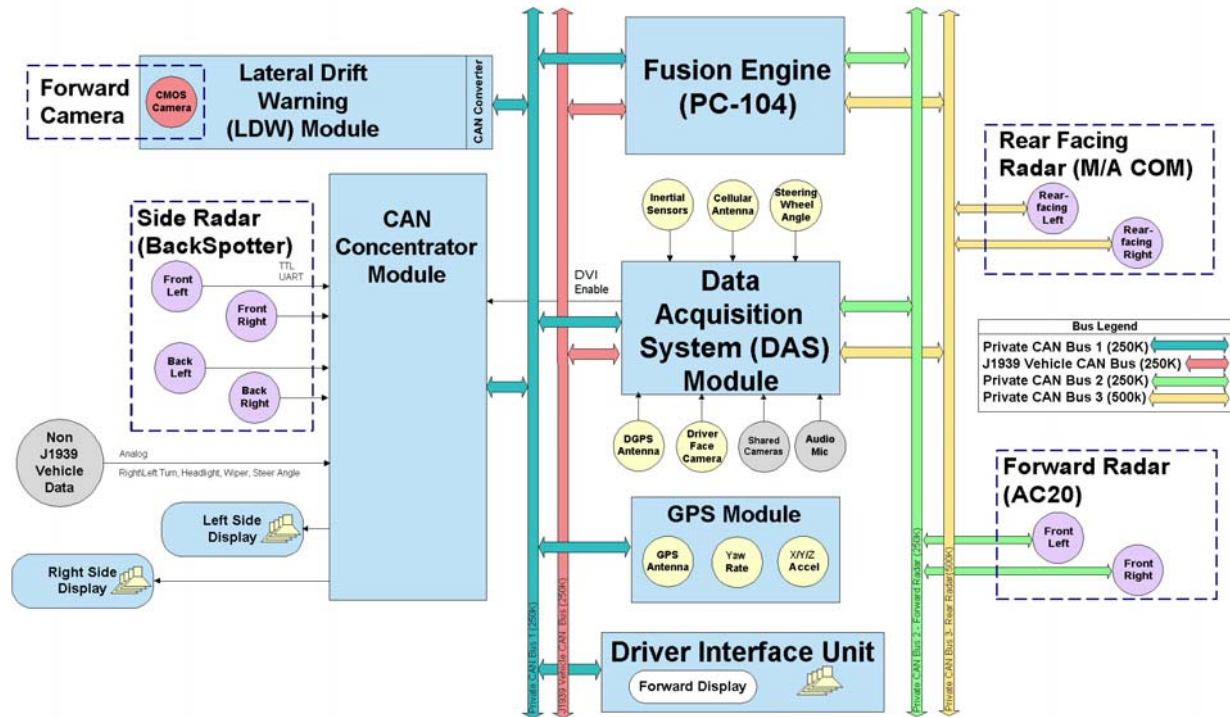 Forward
Camera
CMOS
Camera
Lateral Drift
Warning
(LDW) Module
CAN Converter
Fusion Engine
(PC-104)
Rear Facing
Radar (M/A COM)
Rear-
facing
Left
Rear-
facing
Right
Side Radar
(BackSpotter)
Front
Left
Front
Right
Back
Left
Back
Right
TTL
UART
CAN
Concentrator
Module
Inertial
Sensors
Cellular
Antenna
Steering
Wheel
Angle
DVI
Enable
Data
Acquisition
System (DAS)
Module
DGPS
Antenna
Driver
Face
Camera
Shared
Cameras
Audio
Mic
Bus Legend
Private CAN Bus 1 (250K)
J1939 Vehicle CAN Bus (250K)
Private CAN Bus 2 (250K)
Private CAN Bus 3 (500k)
Non
J1939
Vehicle
Data
Analog
Right\Left Turn, Headlight, Wiper, Steer Angle
Left Side
Display
Right Side
Display
GPS Module
GPS
Antenna
Yaw
Rate
X/Y/Z
Accel
Forward Radar
(AC20)
Front
Left
Front
Right
Driver Interface Unit
Forward Display
Private CAN Bus 1 (250K)
J1939 Vehicle CAN Bus (250K)
Private CAN Bus 2 - Forward Radar (250K)
Private CAN Bus 3- Rear Radar(500K)